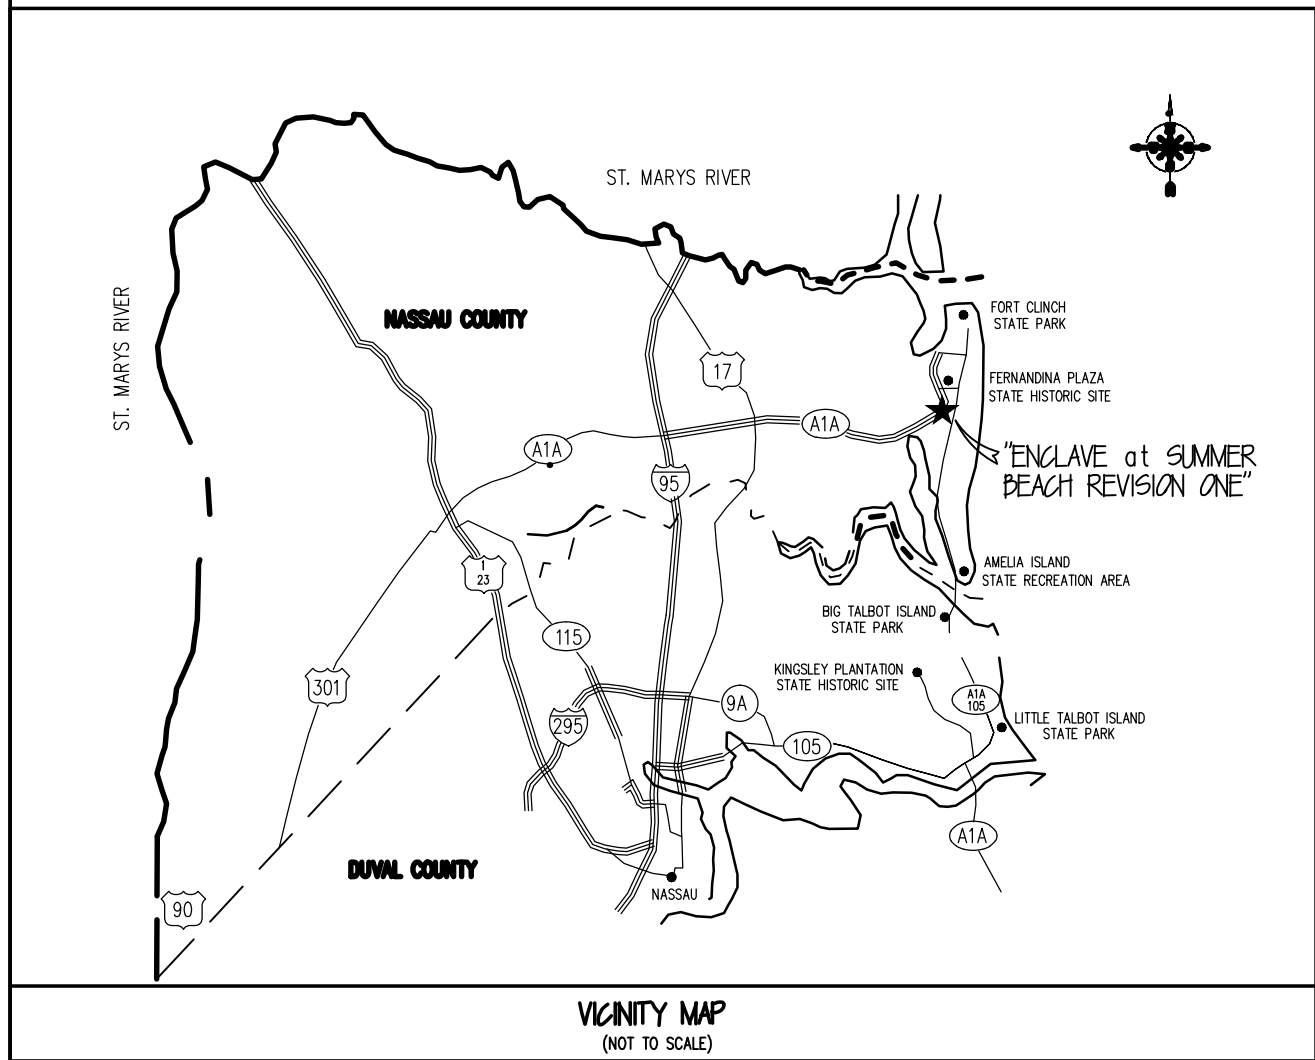 ST. MARYS RIVER
ST. MARYS RIVER
NASSAU COUNTY
FORT CLINCH
STATE PARK
17
FERNANDINA PLAZA
STATE HISTORIC SITE
A1A
A1A
"ENCLAVE at SUMMER
BEACH REVISION ONE"
95
1
23
AMELIA ISLAND
STATE RECREATION AREA
BIG TALBOT ISLAND
STATE PARK
115
KINGSLEY PLANTATION
STATE HISTORIC SITE
301
A1A
105
9A
295
LITTLE TALBOT ISLAND
STATE PARK
105
A1A
DUVAL COUNTY
NASSAU
90
VICINITY MAP
(NOT TO SCALE)